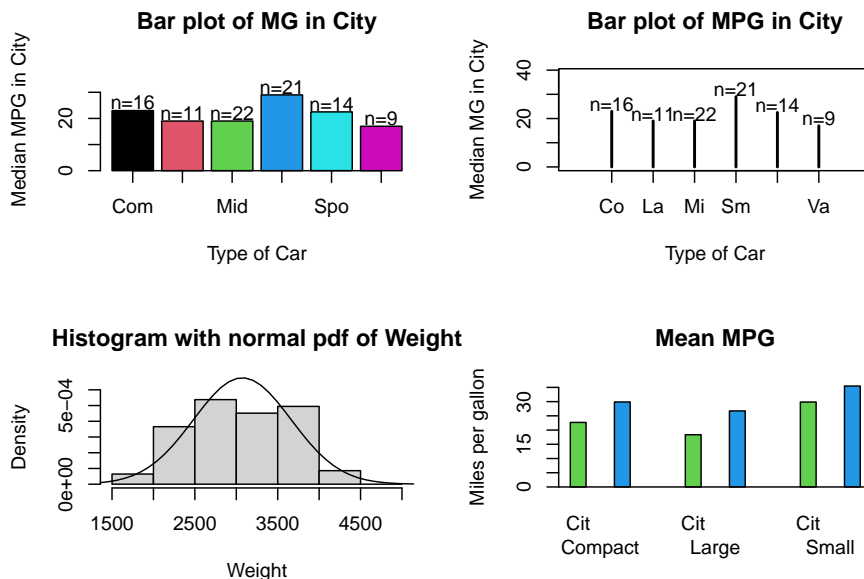 Bar plot of MG in City
Median MPG in City
0
20
n=16
n=11
n=22
n=21
n=14
n=9
Com
Mid
Spo
Type of Car
Bar plot of MPG in City
Median MG in City
0
20
40
n=16
n=11
n=22
n=21
n=14
n=9
Co
La
Mi
Sm
Va
Type of Car
Histogram with normal pdf of Weight
Density
0e+00
5e-04
1500
2500
3500
4500
Weight
Mean MPG
Miles per gallon
0
15
30
Cit
Cit
Cit
Compact
Large
Small